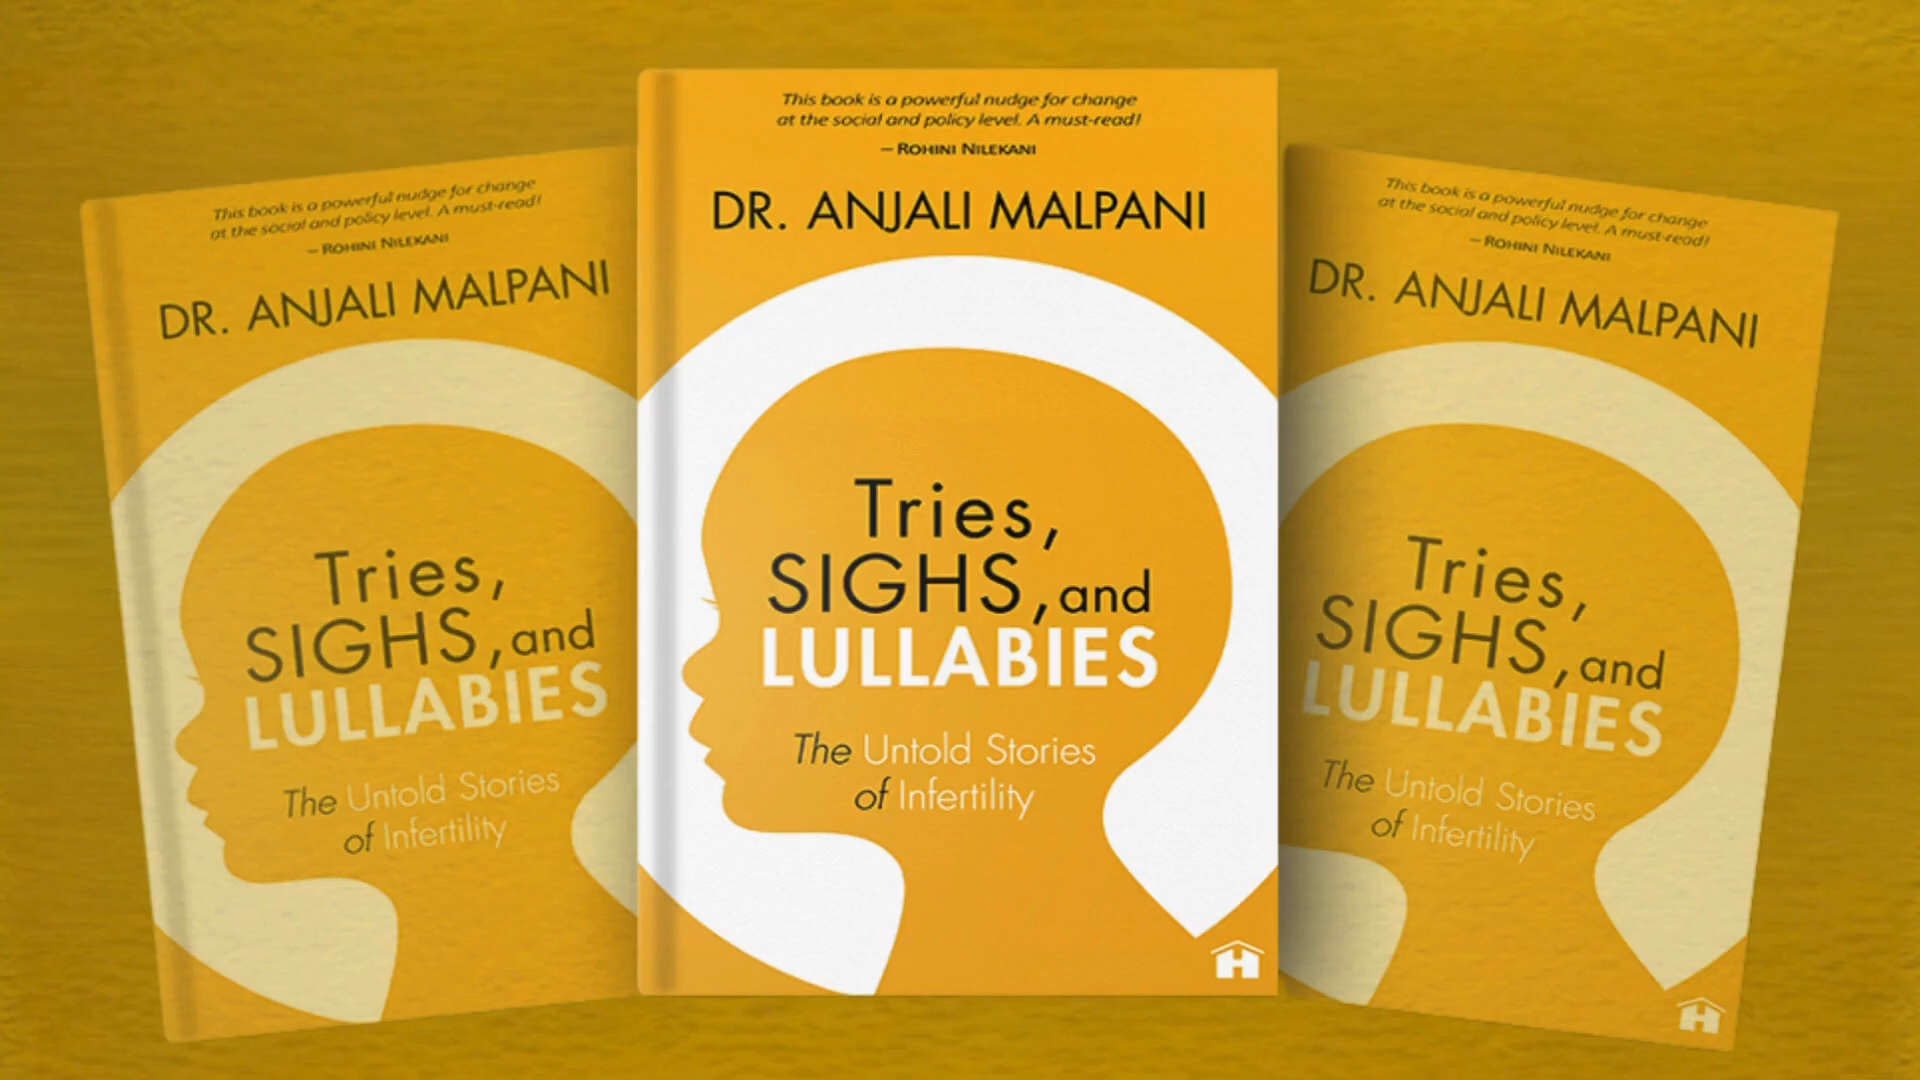 This book is a powerful nudge for change
at the social and policy level. A must-read!
– ROHINI NILEKANI
DR. ANJALI MALPANI
Tries,
SIGHS, and
LULLABIES
The Untold Stories
of Infertility
This book is a powerful nudge for change
at the social and policy level. A must-read!
– ROHINI NILEKANI
DR. ANJALI MALPANI
Tries,
SIGHS, and
LULLABIES
The Untold Stories
of Infertility
H
This book is a powerful nudge for change
at the social and policy level. A must-read!
– ROHINI NILEKANI
DR. ANJALI MALPANI
Tries,
SIGHS, and
LULLABIES
The Untold Stories
of Infertility
H